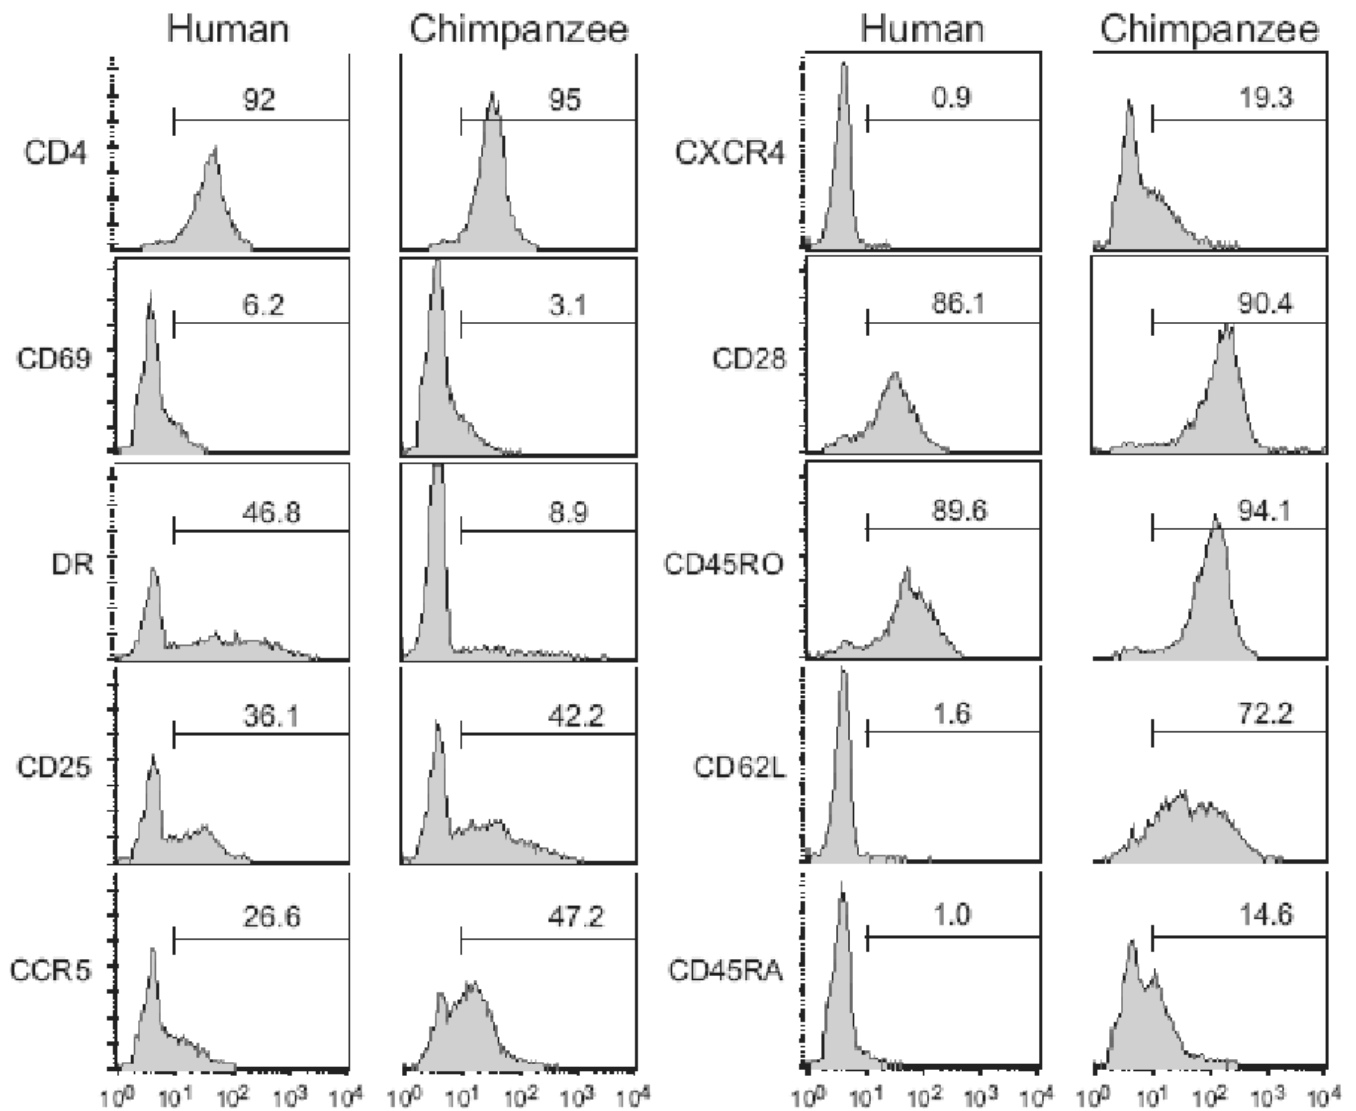 Human Chimpanzee Human Chimpanzee
CD4 92 95 CXCR4 0.9 19.3
CD69 6.2 3.1 CD28 86.1 90.4
DR 46.8 8.9 CD45RO 89.6 94.1
CD25 36.1 42.2 CD62L 1.6 72.2
CCR5 26.6 47.2 CD45RA 1.0 14.6
10⁰ 10¹ 10² 10³ 10⁴ 10⁰ 10¹ 10² 10³ 10⁴ 10⁰ 10¹ 10² 10³ 10⁴ 10⁰ 10¹ 10² 10³ 10⁴